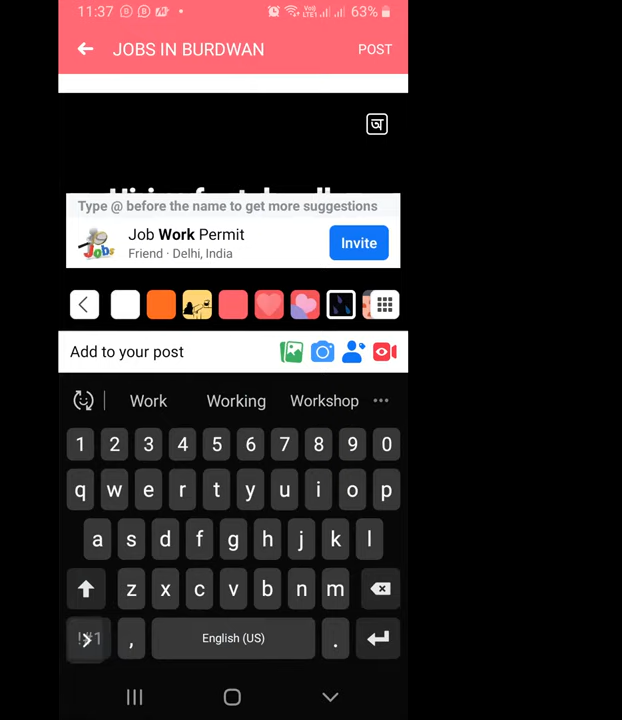 11:37 63%
JOBS IN BURDWAN POST
অ
Type @ before the name to get more suggestions
Job Work Permit
Friend · Delhi, India
Invite
Jobs
Add to your post
Work Working Workshop
1 2 3 4 5 6 7 8 9 0
q w e r t y u i o p
a s d f g h j k l
z x c v b n m
!#1 , English (US) .